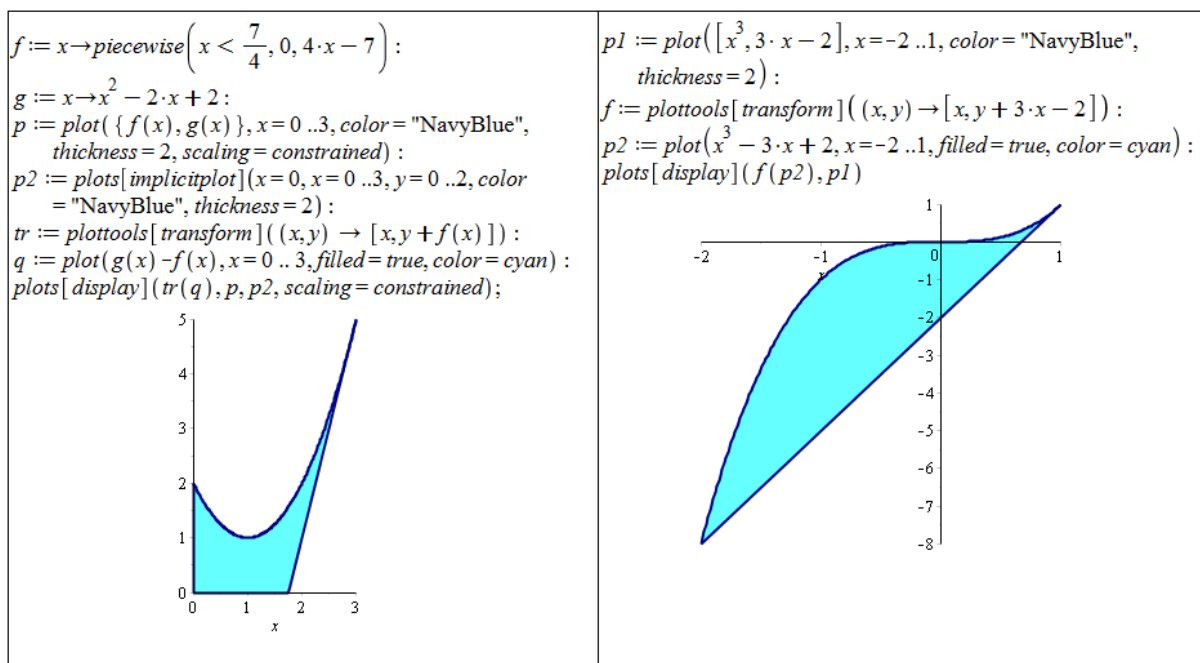 f := x→piecewise(x < 7/4, 0, 4·x − 7) :
g := x→x^2 − 2·x + 2 :
p := plot( {f(x), g(x) }, x = 0 ..3, color = "NavyBlue",
thickness = 2, scaling = constrained) :
p2 := plots[implicitplot](x = 0, x = 0 ..3, y = 0 ..2, color
= "NavyBlue", thickness = 2) :
tr := plottools[transform]((x, y) → [x, y + f(x) ]) :
q := plot(g(x) −f(x), x = 0 .. 3, filled = true, color = cyan) :
plots[display](tr(q), p, p2, scaling = constrained);
5
4
3
2
1
0
0 1 2 3
x
p1 := plot([x^3, 3· x − 2], x = −2 ..1, color = "NavyBlue",
thickness = 2) :
f := plottools[transform]((x, y) → [x, y + 3·x − 2]) :
p2 := plot(x^3 − 3·x + 2, x = −2 ..1, filled = true, color = cyan) :
plots[display](f(p2), p1)
1
-2 -1 0 1
x
-1
-2
-3
-4
-5
-6
-7
-8